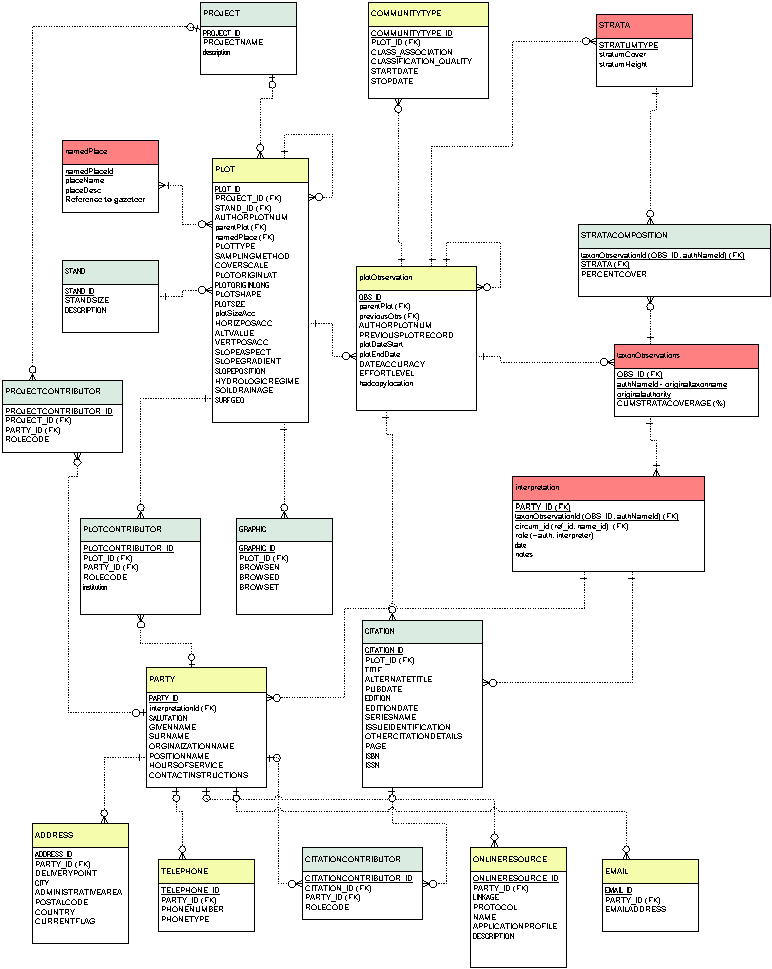 PROJECT
PROJECT_ID
PROJECTNAME
description
COMMUNITYTYPE
COMMUNITYTYPE_ID
PLOT_ID (FK)
CLASS_ASSOCIATION
CLASSIFICATION_QUALITY
STARTDATE
STOPDATE
STRATA
STRATUMTYPE
stratumCover
stratumHeight
namedPlace
namedPlaceId
placeName
placeDesc
Reference to gazeteer
PLOT
PLOT_ID
PROJECT_ID (FK)
STAND_ID (FK)
AUTHORPLOTNUM
parentPlot (FK)
namedPlace (FK)
PLOTTYPE
SAMPLINGMETHOD
COVERSCALE
PLOTORIGINLAT
PLOTORIGINLONG
PLOTSHAPE
PLOTSIZE
plotSizeAcc
HORIZPOSACC
ALTVALUE
VERTPOSACC
SLOPEASPECT
SLOPEGRADIENT
SLOPEPOSITION
HYDROLOGICREGIME
SOILDRAINAGE
SURFGEO
STAND
STAND_ID
STANDSIZE
DESCRIPTION
STRATACOMPOSITION
taxonObservationId (OBS_ID, authNameId) (FK)
STRATA (FK)
PERCENTCOVER
plotObservation
OBS_ID
parentPlot (FK)
previousObs (FK)
AUTHORPLOTNUM
PREVIOUSPLOTRECORD
plotDateStart
plotEndDate
DATEACCURACY
EFFORTLEVEL
hadcopylocation
taxonObservations
OBS_ID (FK)
authNameId - originaltaxonname
originalauthority
CUMSTRATACOVERAGE (%)
PROJECTCONTRIBUTOR
PROJECTCONTRIBUTOR_ID
PROJECT_ID (FK)
PARTY_ID (FK)
ROLECODE
interpretation
PARTY_ID (FK)
taxonObservationId (OBS_ID, authNameId) (FK)
circum_id (ref_id, name_id) (FK)
role (~auth, interpreter)
date
notes
PLOTCONTRIBUTOR
PLOTCONTRIBUTOR_ID
PLOT_ID (FK)
PARTY_ID (FK)
ROLECODE
institution
GRAPHIC
GRAPHIC_ID
PLOT_ID (FK)
BROWSEN
BROWSED
BROWSET
CITATION
CITATION_ID
PLOT_ID (FK)
TITLE
ALTERNATETITLE
PUBDATE
EDITION
EDITIONDATE
SERIESNAME
ISSUEIDENTIFICATION
OTHERCITATIONDETAILS
PAGE
ISBN
ISSN
PARTY
PARTY_ID
interpretationId (FK)
SALUTATION
GIVENNAME
SURNAME
ORGINAIZATIONNAME
POSITIONNAME
HOURSOFSERVICE
CONTACTINSTRUCTIONS
ADDRESS
ADDRESS_ID
PARTY_ID (FK)
DELIVERYPOINT
CITY
ADMINISTRATIVEAREA
POSTALCODE
COUNTRY
CURRENTFLAG
TELEPHONE
TELEPHONE_ID
PARTY_ID (FK)
PHONENUMBER
PHONETYPE
CITATIONCONTRIBUTOR
CITATIONCONTRIBUTOR_ID
CITATION_ID (FK)
PARTY_ID (FK)
ROLECODE
ONLINERESOURCE
ONLINERESOURCE_ID
PARTY_ID (FK)
LINKAGE
PROTOCOL
NAME
APPLICATIONPROFILE
DESCRIPTION
EMAIL
EMAIL_ID
PARTY_ID (FK)
EMAILADDRESS